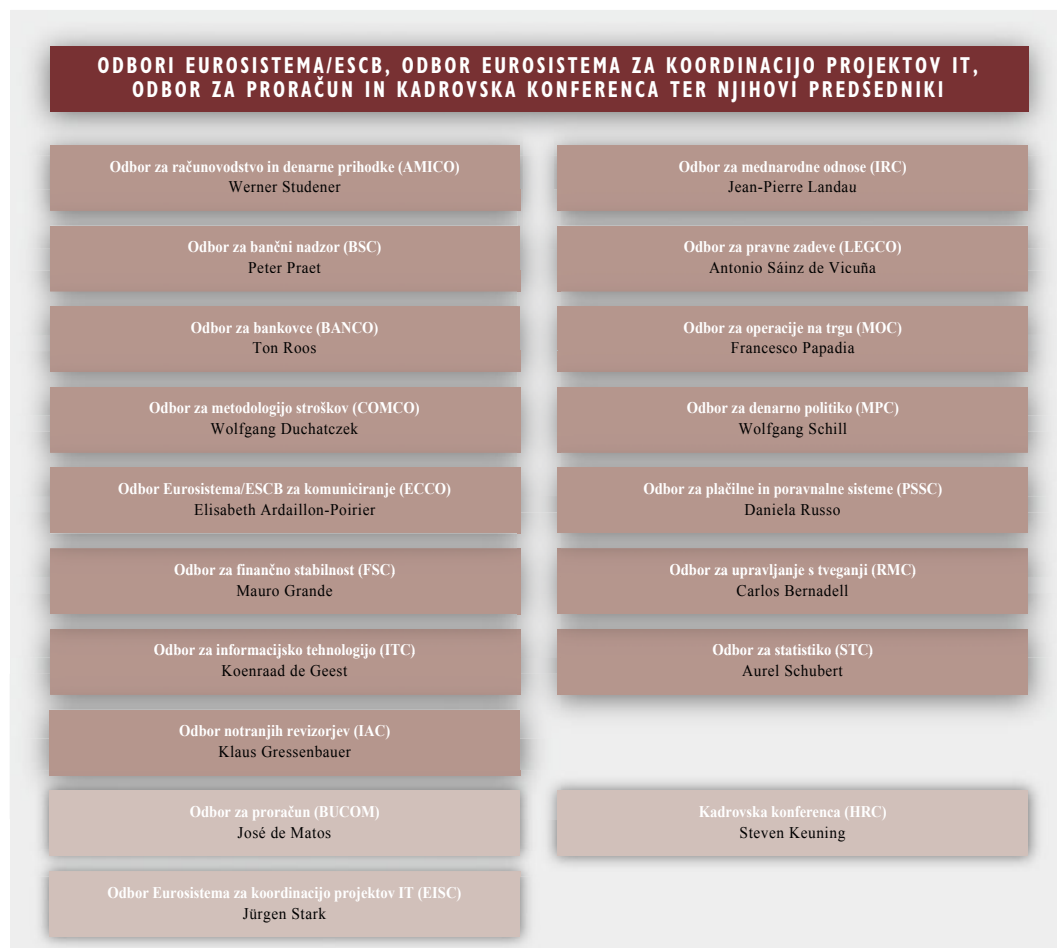 ODBORI EUROSISTEMA/ESCB, ODBOR EUROSISTEMA ZA KOORDINACIJO PROJEKTOV IT,
ODBOR ZA PRORAČUN IN KADROVSKA KONFERENCA TER NJIHOVI PREDSEDNIKI
Odbor za računovodstvo in denarne prihodke (AMICO)
Werner Studener
Odbor za bančni nadzor (BSC)
Peter Praet
Odbor za bankovce (BANCO)
Ton Roos
Odbor za metodologijo stroškov (COMCO)
Wolfgang Duchatczek
Odbor Eurosistema/ESCB za komuniciranje (ECCO)
Elisabeth Ardaillon-Poirier
Odbor za finančno stabilnost (FSC)
Mauro Grande
Odbor za informacijsko tehnologijo (ITC)
Koenraad de Geest
Odbor notranjih revizorjev (IAC)
Klaus Gressenbauer
Odbor za proračun (BUCOM)
José de Matos
Odbor Eurosistema za koordinacijo projektov IT (EISC)
Jürgen Stark
Odbor za mednarodne odnose (IRC)
Jean-Pierre Landau
Odbor za pravne zadeve (LEGCO)
Antonio Sáinz de Vicuña
Odbor za operacije na trgu (MOC)
Francesco Papadia
Odbor za denarno politiko (MPC)
Wolfgang Schill
Odbor za plačilne in poravnalne sisteme (PSSC)
Daniela Russo
Odbor za upravljanje s tveganji (RMC)
Carlos Bernadell
Odbor za statistiko (STC)
Aurel Schubert
Kadrovska konferenca (HRC)
Steven Keuning